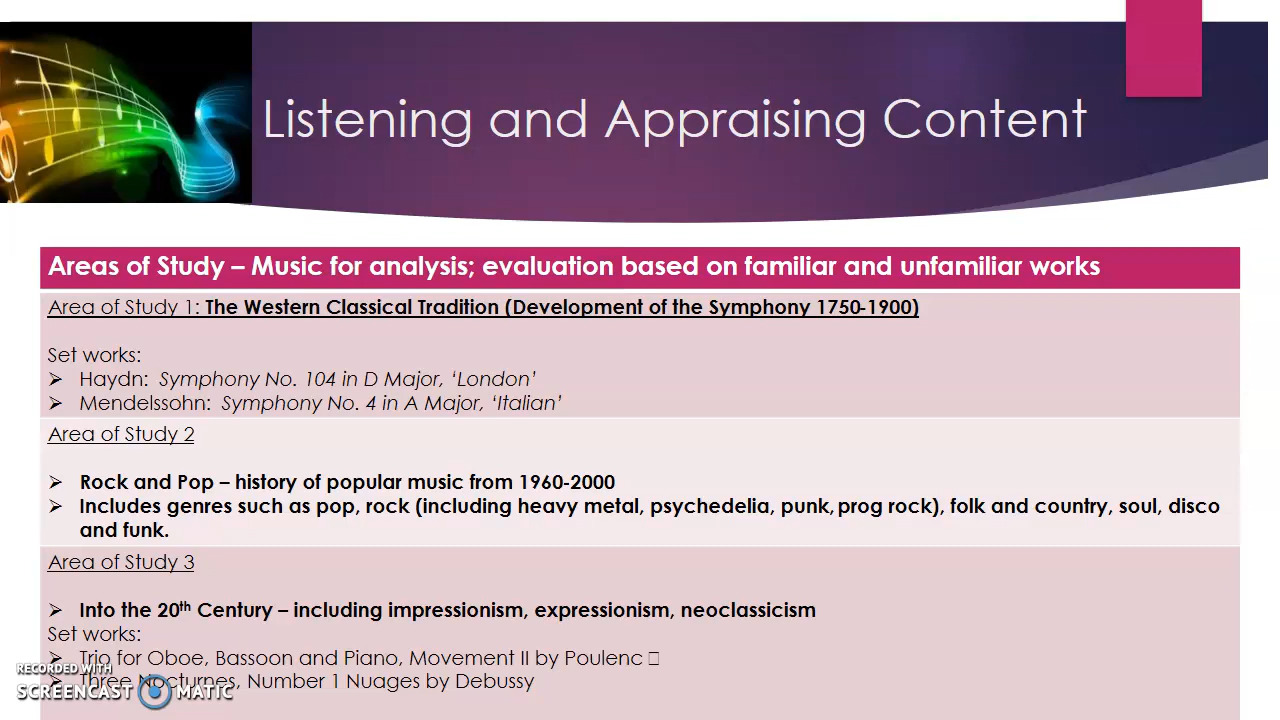 Listening and Appraising Content
Areas of Study – Music for analysis; evaluation based on familiar and unfamiliar works
Area of Study 1: The Western Classical Tradition (Development of the Symphony 1750-1900)
Set works:
➢ Haydn: Symphony No. 104 in D Major, ‘London’
➢ Mendelssohn: Symphony No. 4 in A Major, ‘Italian’
Area of Study 2
➢ Rock and Pop – history of popular music from 1960-2000
➢ Includes genres such as pop, rock (including heavy metal, psychedelia, punk, prog rock), folk and country, soul, disco
and funk.
Area of Study 3
➢ Into the 20th Century – including impressionism, expressionism, neoclassicism
Set works:
➢ Trio for Oboe, Bassoon and Piano, Movement II by Poulenc
➢ Three Nocturnes, Number 1 Nuages by Debussy
RECORDED WITH
SCREENCAST MATIC